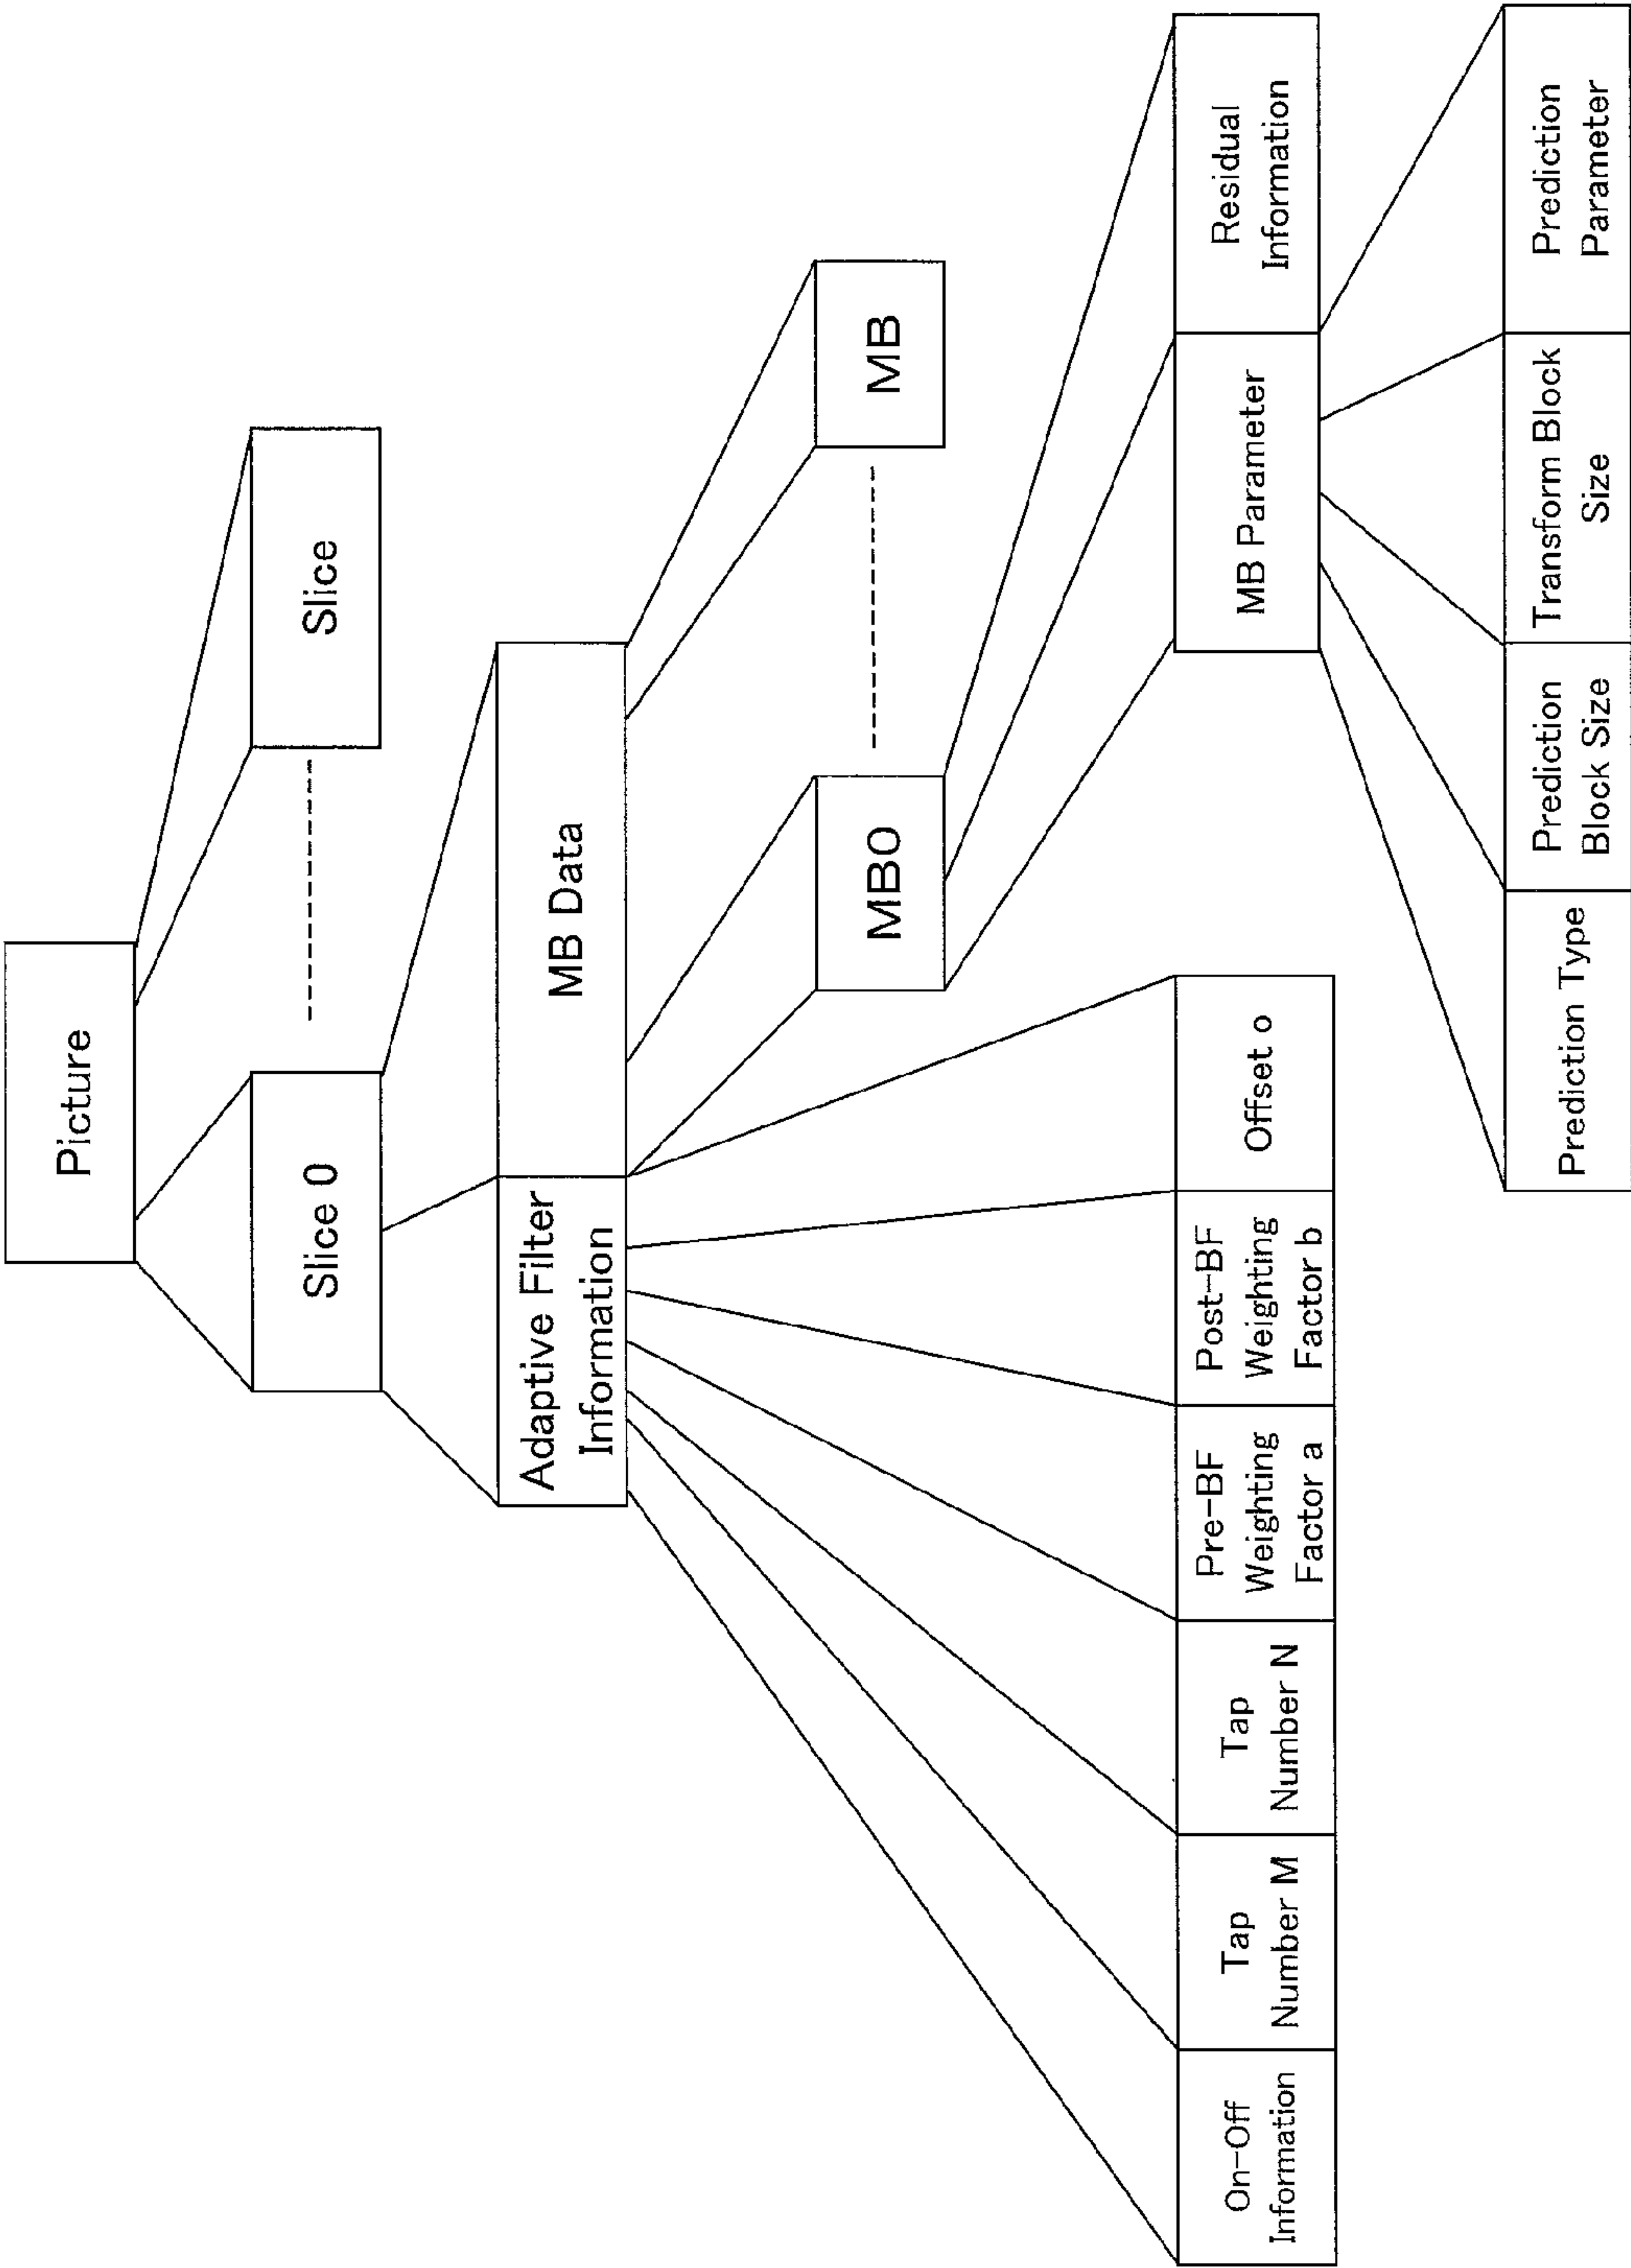 Picture
Slice 0
Slice
Adaptive Filter
Information
MB Data
MB0
MB
On-Off
Information
Tap
Number M
Tap
Number N
Pre-BF
Weighting
Factor a
Post-BF
Weighting
Factor b
Offset o
MB Parameter
Residual
Information
Prediction Type
Prediction
Block Size
Transform Block
Size
Prediction
Parameter